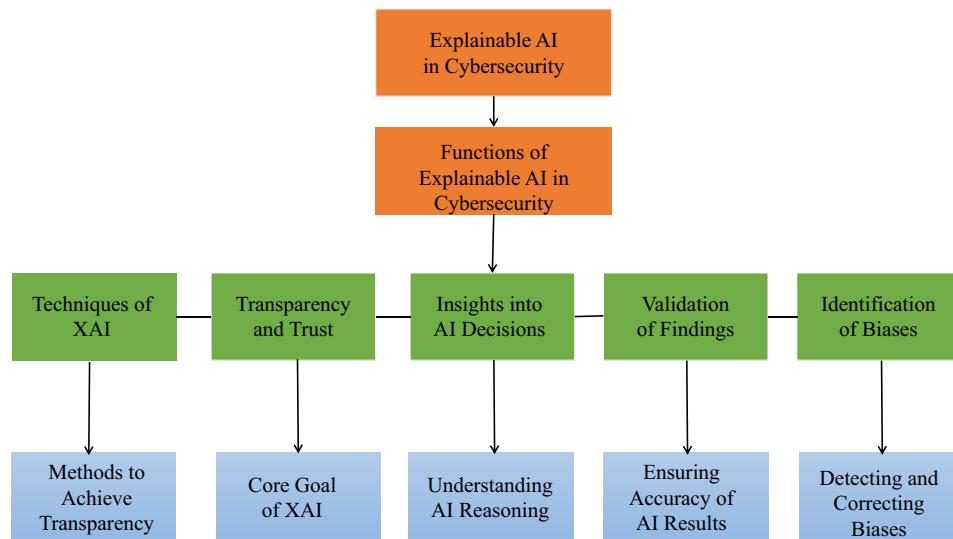 Explainable AI
in Cybersecurity
Functions of
Explainable AI in
Cybersecurity
Techniques of
XAI
Transparency
and Trust
Insights into
AI Decisions
Validation
of Findings
Identification
of Biases
Methods to
Achieve
Transparency
Core Goal
of XAI
Understanding
AI Reasoning
Ensuring
Accuracy of
AI Results
Detecting and
Correcting
Biases